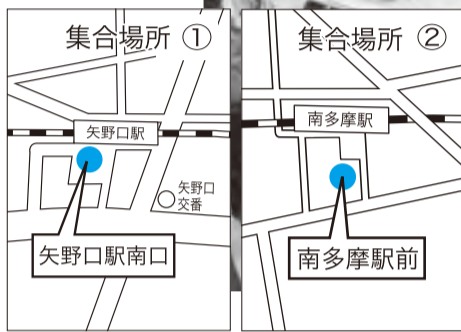 集合場所 ①
矢野口駅
矢野口
交番
矢野口駅南口
集合場所 ②
南多摩駅
南多摩駅前